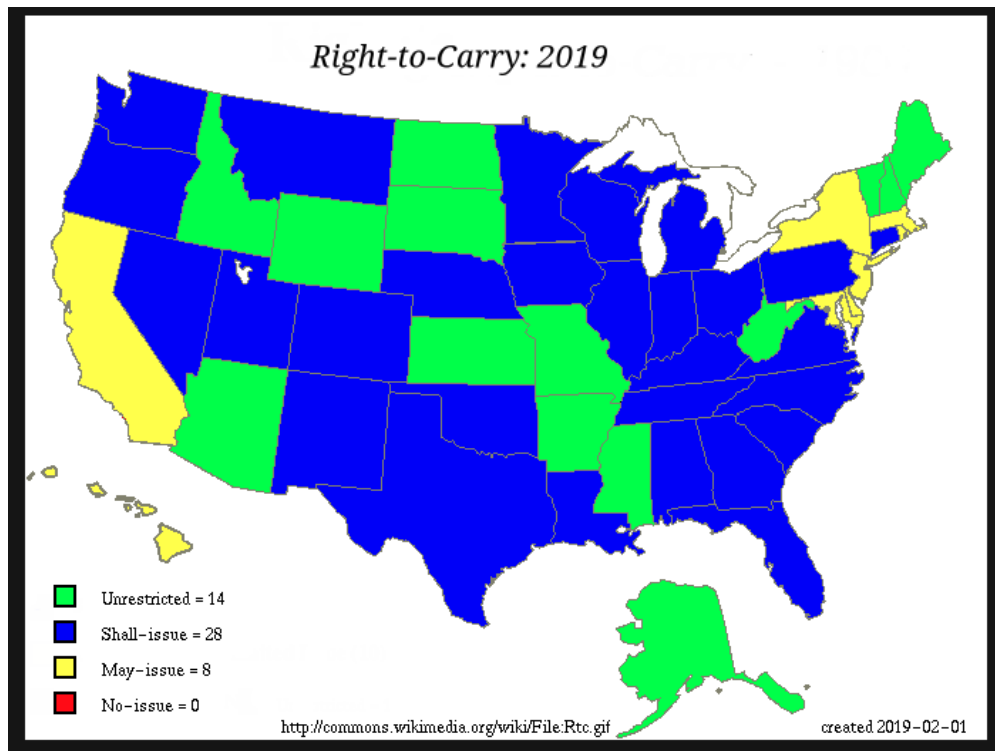 Right-to-Carry: 2019
Unrestricted = 14
Shall-issue = 28
May-issue = 8
No-issue = 0
http://commons.wikimedia.org/wiki/File:Rtc.gif
created 2019-02-01